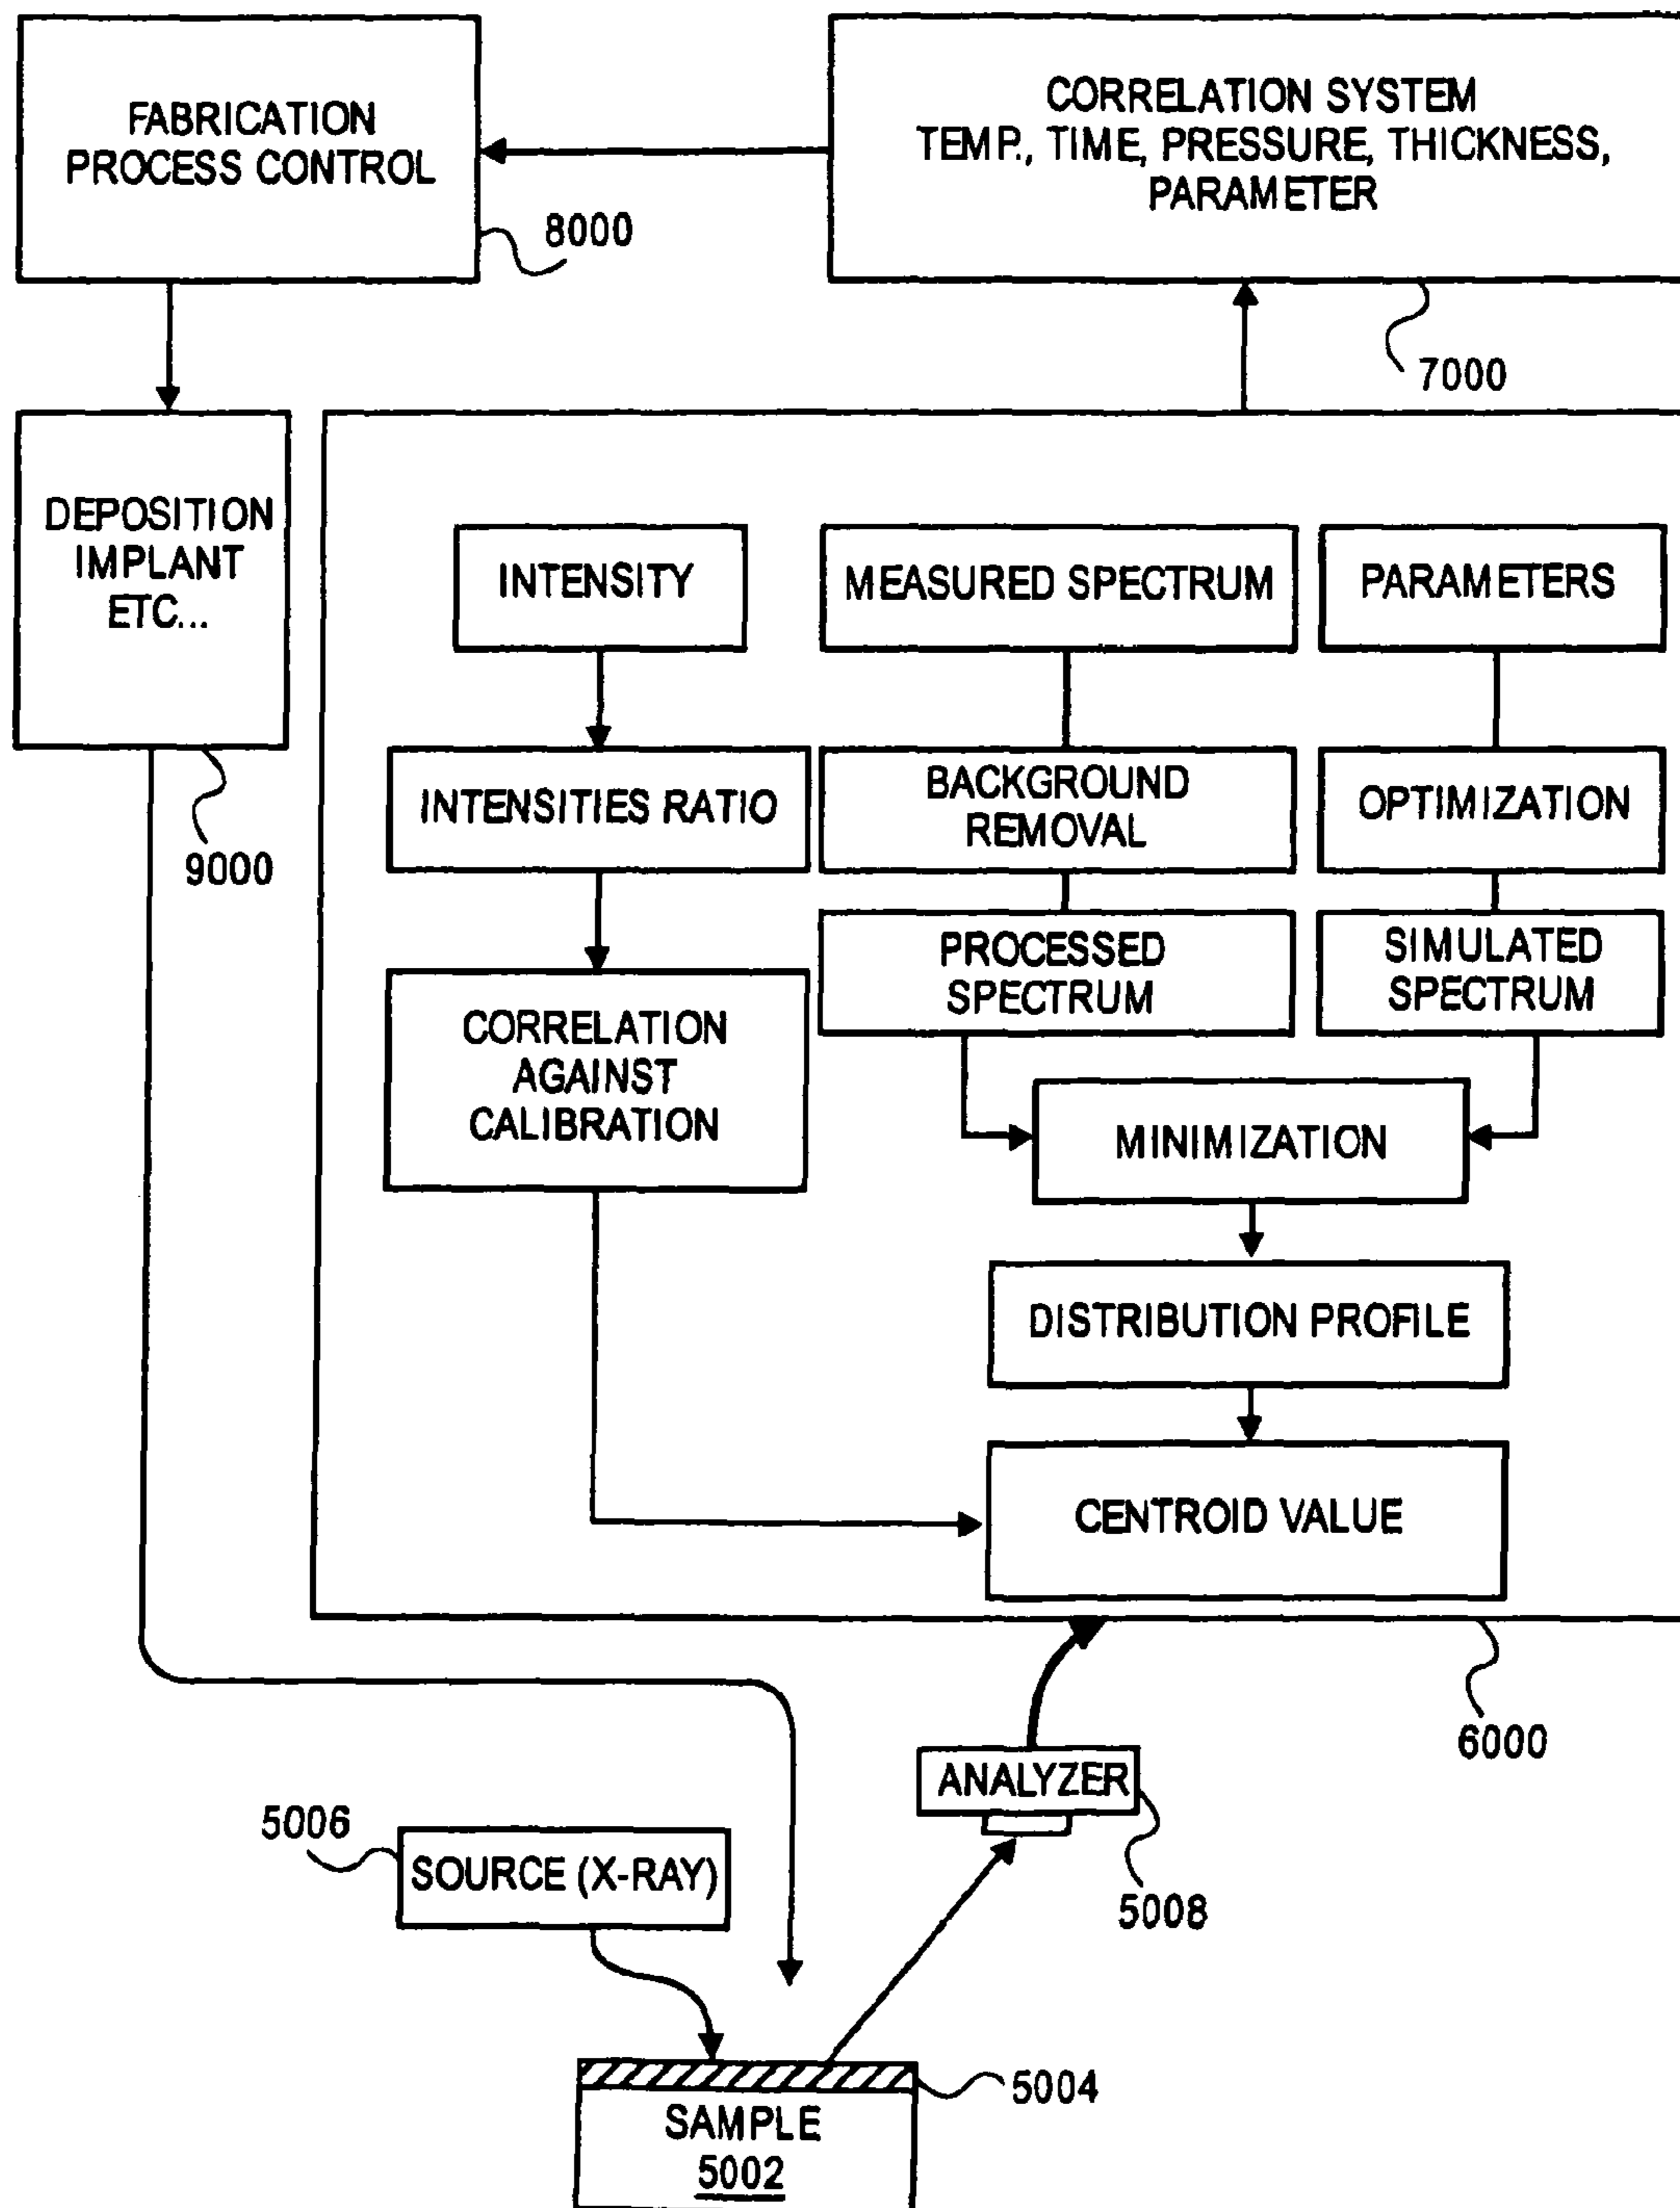 FABRICATION
PROCESS CONTROL
8000
CORRELATION SYSTEM
TEMP., TIME, PRESSURE, THICKNESS,
PARAMETER
7000
DEPOSITION
IMPLANT
ETC...
9000
INTENSITY
MEASURED SPECTRUM
PARAMETERS
INTENSITIES RATIO
BACKGROUND
REMOVAL
OPTIMIZATION
CORRELATION
AGAINST
CALIBRATION
PROCESSED
SPECTRUM
SIMULATED
SPECTRUM
MINIMIZATION
DISTRIBUTION PROFILE
CENTROID VALUE
6000
ANALYZER
5008
5006
SOURCE (X-RAY)
5004
SAMPLE
5002